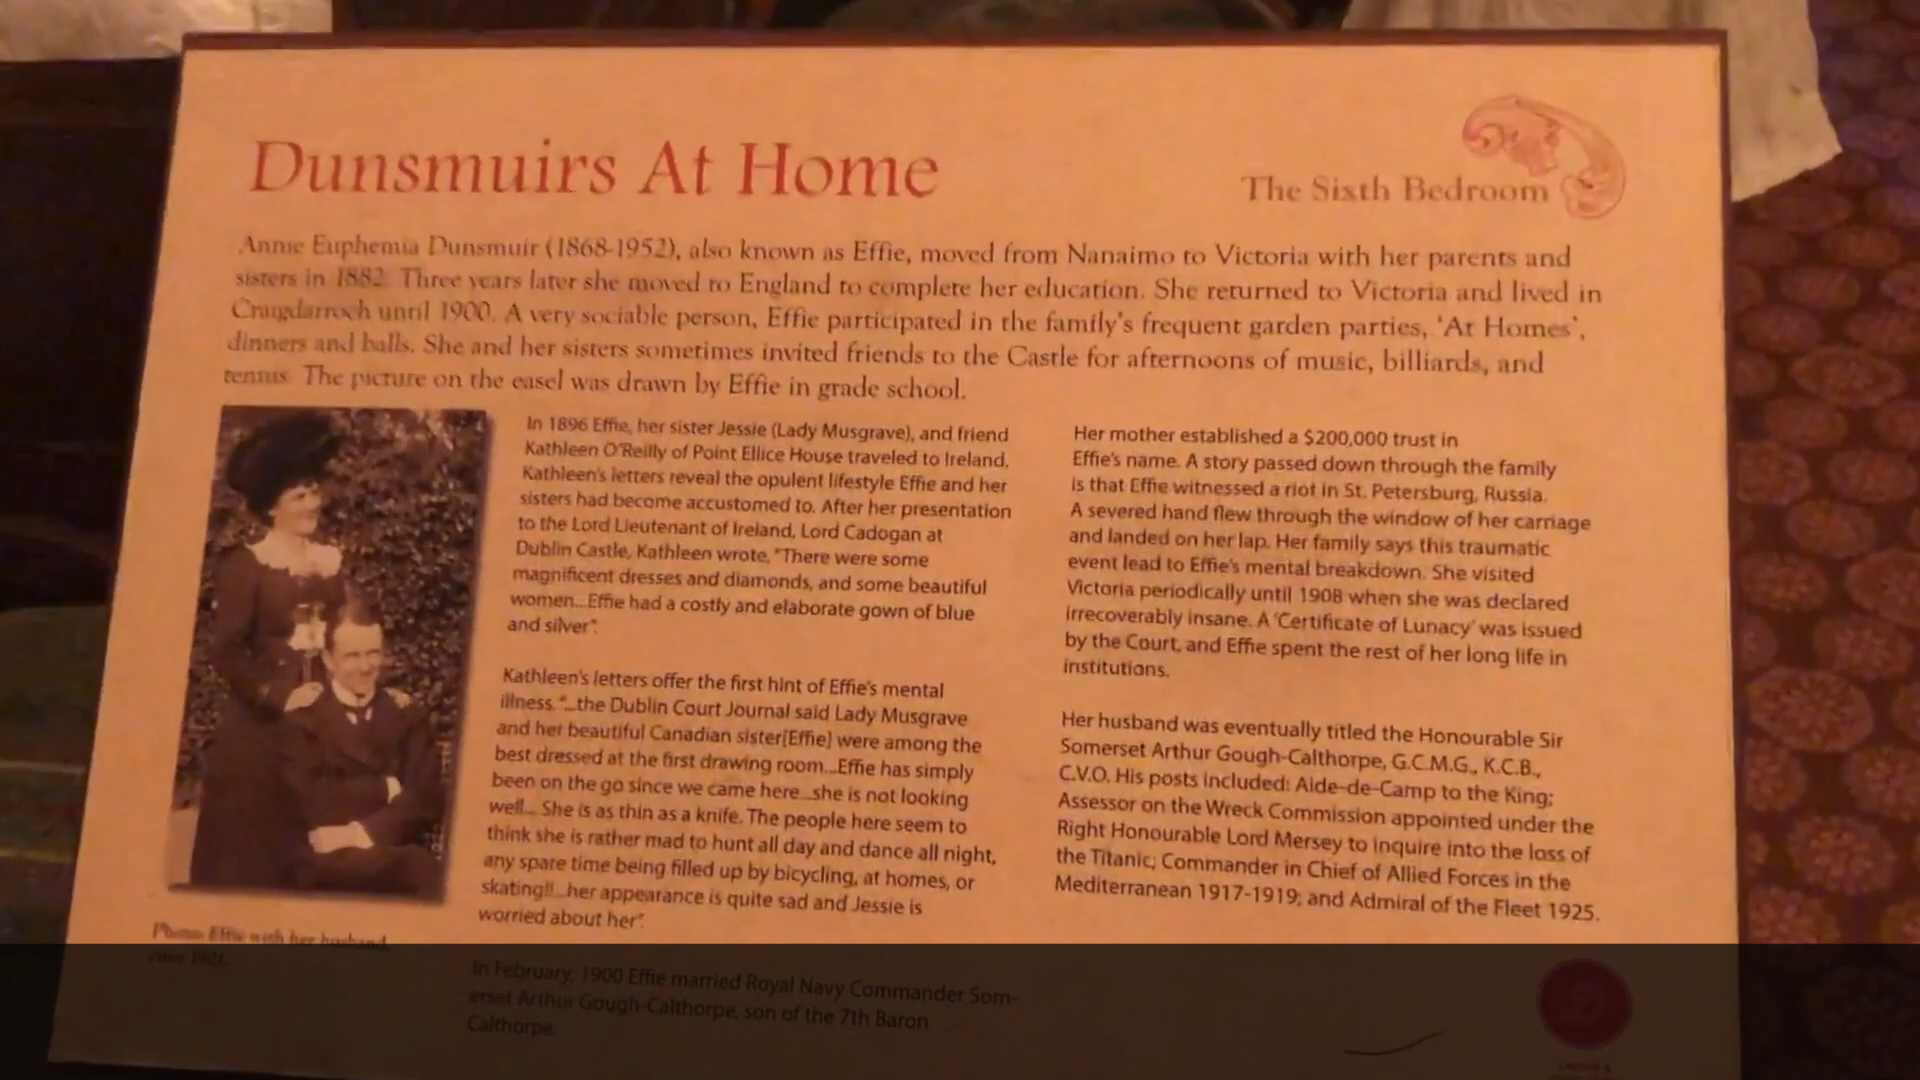 Dunsmuirs At Home
The Sixth Bedroom
Annie Euphemia Dunsmuir (1868-1952), also known as Effie, moved from Nanaimo to Victoria with her parents and
sisters in 1882. Three years later she moved to England to complete her education. She returned to Victoria and lived in
Craigdarroch until 1900. A very sociable person, Effie participated in the family's frequent garden parties, 'At Homes',
dinners and balls. She and her sisters sometimes invited friends to the Castle for afternoons of music, billiards, and
tennis. The picture on the easel was drawn by Effie in grade school.
In 1896 Effie, her sister Jessie (Lady Musgrave), and friend
Kathleen O'Reilly of Point Ellice House traveled to Ireland.
Kathleen's letters reveal the opulent lifestyle Effie and her
sisters had become accustomed to. After her presentation
to the Lord Lieutenant of Ireland, Lord Cadogan at
Dublin Castle, Kathleen wrote, "There were some
magnificent dresses and diamonds, and some beautiful
women...Effie had a costly and elaborate gown of blue
and silver".
Kathleen's letters offer the first hint of Effie's mental
illness. "...the Dublin Court Journal said Lady Musgrave
and her beautiful Canadian sister[Effie] were among the
best dressed at the first drawing room...Effie has simply
been on the go since we came here...she is not looking
well... She is as thin as a knife. The people here seem to
think she is rather mad to hunt all day and dance all night,
any spare time being filled up by bicycling, at homes, or
skating!!...her appearance is quite sad and Jessie is
worried about her".
In February, 1900 Effie married Royal Navy Commander Som-
erset Arthur Gough-Calthorpe, son of the 7th Baron
Calthorpe.
Her mother established a $200,000 trust in
Effie's name. A story passed down through the family
is that Effie witnessed a riot in St. Petersburg, Russia.
A severed hand flew through the window of her carriage
and landed on her lap. Her family says this traumatic
event lead to Effie's mental breakdown. She visited
Victoria periodically until 1908 when she was declared
irrecoverably insane. A 'Certificate of Lunacy' was issued
by the Court, and Effie spent the rest of her long life in
institutions.
Her husband was eventually titled the Honourable Sir
Somerset Arthur Gough-Calthorpe, G.C.M.G., K.C.B.,
C.V.O. His posts included: Aide-de-Camp to the King;
Assessor on the Wreck Commission appointed under the
Right Honourable Lord Mersey to inquire into the loss of
the Titanic; Commander in Chief of Allied Forces in the
Mediterranean 1917-1919; and Admiral of the Fleet 1925.
Photo: Effie with her husband,
circa 1901.